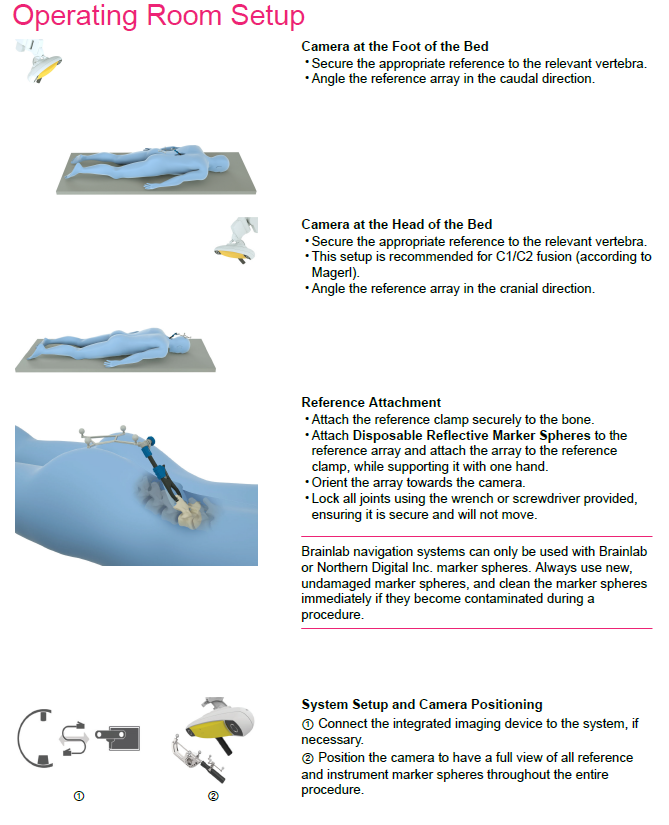 Operating Room Setup
Camera at the Foot of the Bed
• Secure the appropriate reference to the relevant vertebra.
• Angle the reference array in the caudal direction.
Camera at the Head of the Bed
• Secure the appropriate reference to the relevant vertebra.
• This setup is recommended for C1/C2 fusion (according to
Magerl).
• Angle the reference array in the cranial direction.
Reference Attachment
• Attach the reference clamp securely to the bone.
• Attach Disposable Reflective Marker Spheres to the
reference array and attach the array to the reference
clamp, while supporting it with one hand.
• Orient the array towards the camera.
• Lock all joints using the wrench or screwdriver provided,
ensuring it is secure and will not move.
Brainlab navigation systems can only be used with Brainlab
or Northern Digital Inc. marker spheres. Always use new,
undamaged marker spheres, and clean the marker spheres
immediately if they become contaminated during a
procedure.
System Setup and Camera Positioning
① Connect the integrated imaging device to the system, if
necessary.
② Position the camera to have a full view of all reference
and instrument marker spheres throughout the entire
procedure.
① ②